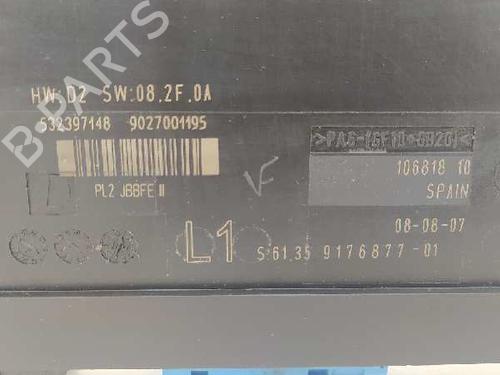 HW:02 SW:08.2F.0A
532397148 9027001195
PL2 JBBFE II
>PA6-(GF10+GB20)<
106818 10
SPAIN
08-08-07
L1
S:61.35 9176877-01
B-PARTS